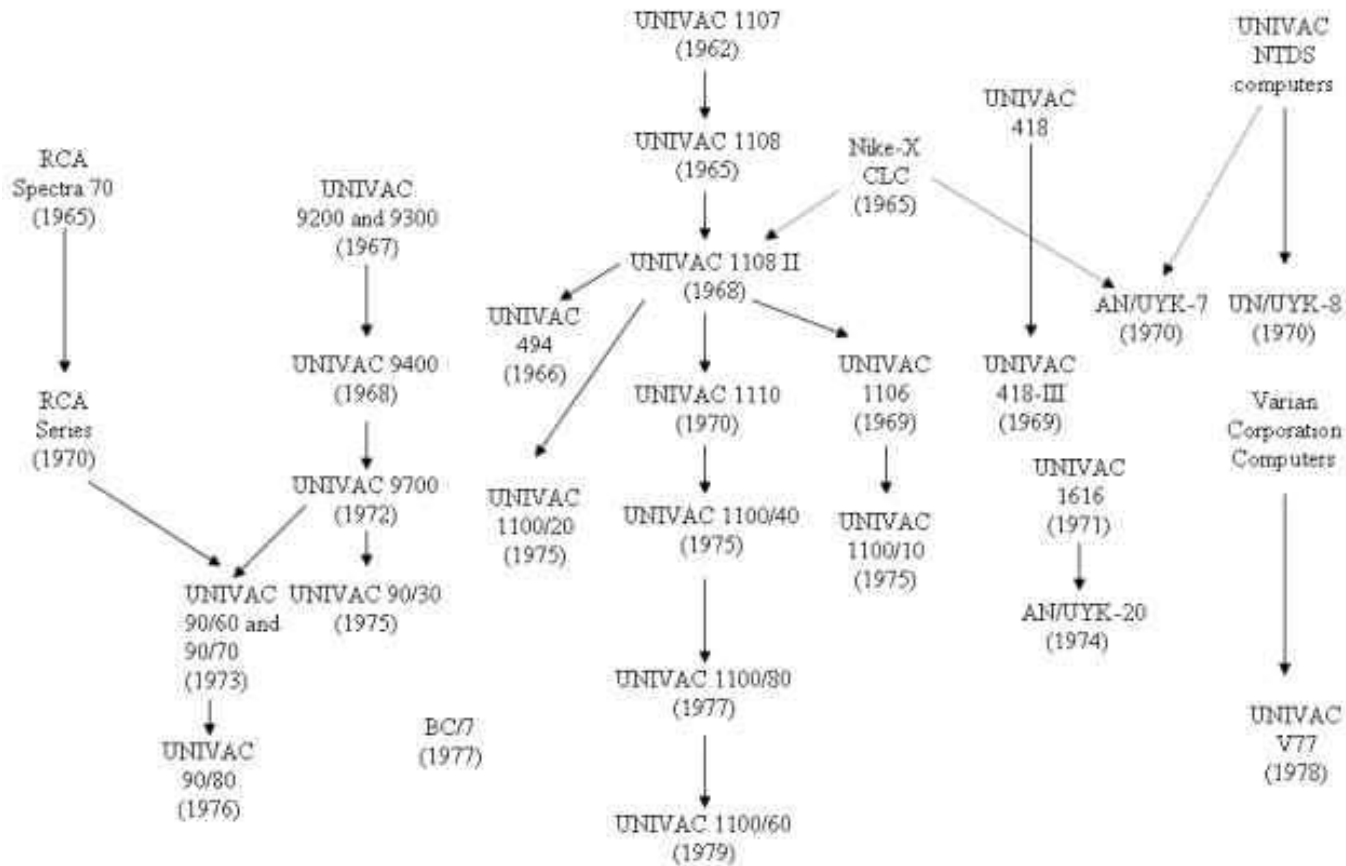 UNIVAC 1107
(1962)
UNIVAC
NTDS
computers
UNIVAC
418
UNIVAC 1108
(1965)
Nike-X
CLC
(1965)
RCA
Spectra 70
(1965)
UNIVAC
9200 and 9300
(1967)
UNIVAC 1108 II
(1968)
AN/UYK-7
(1970)
UN/UYK-8
(1970)
UNIVAC
494
(1966)
UNIVAC 9400
(1968)
UNIVAC 1110
(1970)
UNIVAC
1106
(1969)
UNIVAC
418-III
(1969)
RCA
Series
(1970)
Varian
Corporation
Computers
UNIVAC 9700
(1972)
UNIVAC
1100/20
(1975)
UNIVAC 1100/40
(1975)
UNIVAC
1100/10
(1975)
UNIVAC
1616
(1971)
UNIVAC
90/60 and
90/70
(1973)
UNIVAC 90/30
(1975)
AN/UYK-20
(1974)
UNIVAC 1100/80
(1977)
BC/7
(1977)
UNIVAC
V77
(1978)
UNIVAC
90/80
(1976)
UNIVAC 1100/60
(1979)